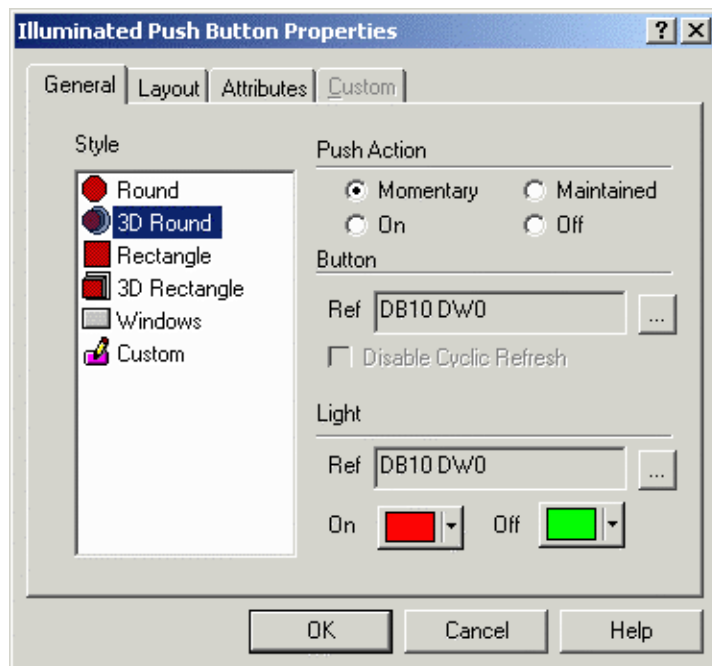 Illuminated Push Button Properties
General Layout Attributes Custom
Style
Round
3D Round
Rectangle
3D Rectangle
Windows
Custom
Push Action
Momentary Maintained
On Off
Button
Ref DB10 DW0 ...
Disable Cyclic Refresh
Light
Ref DB10 DW0 ...
On Off
OK Cancel Help